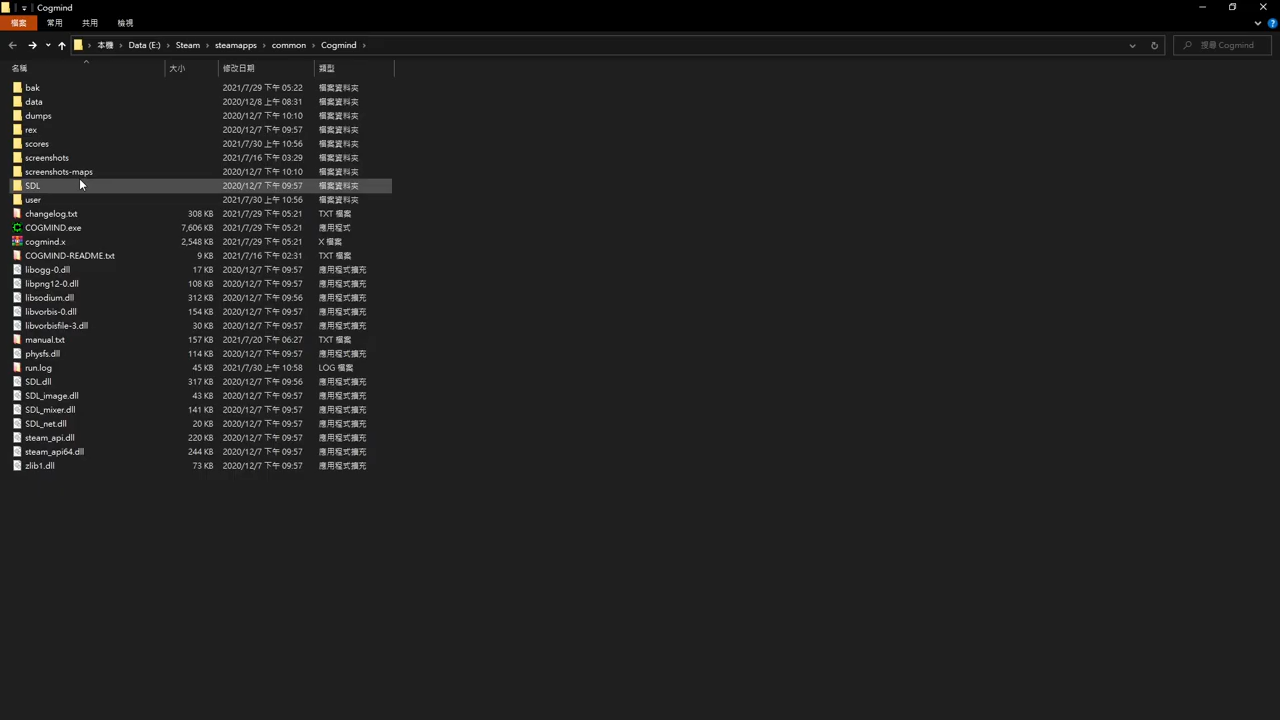 Cogmind
檔案 常用 共用 檢視
本機 Data (E:) Steam steamapps common Cogmind 搜尋 Cogmind
名稱 大小 修改日期 類型
bak 2021/7/29 下午 05:22 檔案資料夾
data 2020/12/8 上午 08:31 檔案資料夾
dumps 2020/12/7 下午 10:10 檔案資料夾
rex 2020/12/7 下午 09:57 檔案資料夾
scores 2021/7/30 上午 10:56 檔案資料夾
screenshots 2021/7/16 下午 03:29 檔案資料夾
screenshots-maps 2020/12/7 下午 10:10 檔案資料夾
SDL 2020/12/7 下午 09:57 檔案資料夾
user 2021/7/30 上午 10:56 檔案資料夾
changelog.txt 308 KB 2021/7/29 下午 05:21 TXT 檔案
COGMIND.exe 7,606 KB 2021/7/29 下午 05:21 應用程式
cogmind.x 2,548 KB 2021/7/29 下午 05:21 X 檔案
COGMIND-README.txt 9 KB 2021/7/16 下午 02:31 TXT 檔案
libogg-0.dll 17 KB 2020/12/7 下午 09:57 應用程式擴充
libpng12-0.dll 108 KB 2020/12/7 下午 09:57 應用程式擴充
libsodium.dll 312 KB 2020/12/7 下午 09:56 應用程式擴充
libvorbis-0.dll 154 KB 2020/12/7 下午 09:57 應用程式擴充
libvorbisfile-3.dll 30 KB 2020/12/7 下午 09:57 應用程式擴充
manual.txt 157 KB 2021/7/20 下午 06:27 TXT 檔案
physfs.dll 114 KB 2020/12/7 下午 09:57 應用程式擴充
run.log 45 KB 2021/7/30 上午 10:58 LOG 檔案
SDL.dll 317 KB 2020/12/7 下午 09:56 應用程式擴充
SDL_image.dll 43 KB 2020/12/7 下午 09:57 應用程式擴充
SDL_mixer.dll 141 KB 2020/12/7 下午 09:57 應用程式擴充
SDL_net.dll 20 KB 2020/12/7 下午 09:57 應用程式擴充
steam_api.dll 220 KB 2020/12/7 下午 09:57 應用程式擴充
steam_api64.dll 244 KB 2020/12/7 下午 09:57 應用程式擴充
zlib1.dll 73 KB 2020/12/7 下午 09:57 應用程式擴充